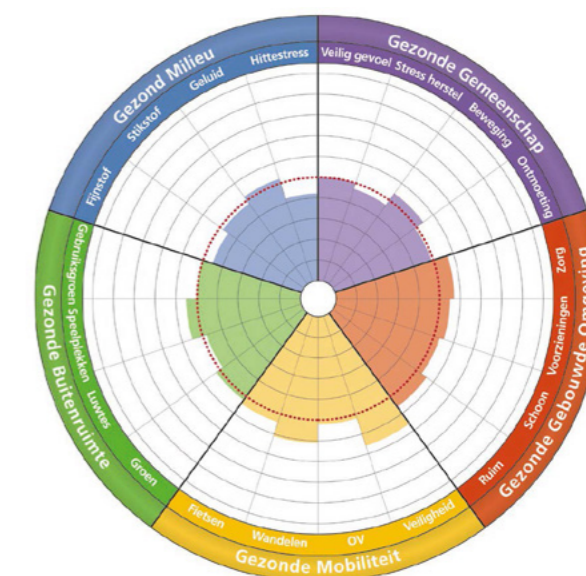 Gezond Milieu
Fijnstof
Stikstof
Geluid
Hittestress
Gezonde Gemeenschap
Veilig gevoel
Stress herstel
Beweging
Ontmoeting
Gezonde Gebouwde Omgeving
Zorg
Voorzieningen
Schoon
Ruim
Gezonde Mobiliteit
Veiligheid
OV
Wandelen
Fietsen
Gezonde Buitenruimte
Groen
Luwtes
Speelplekken
Gebruiksgroen